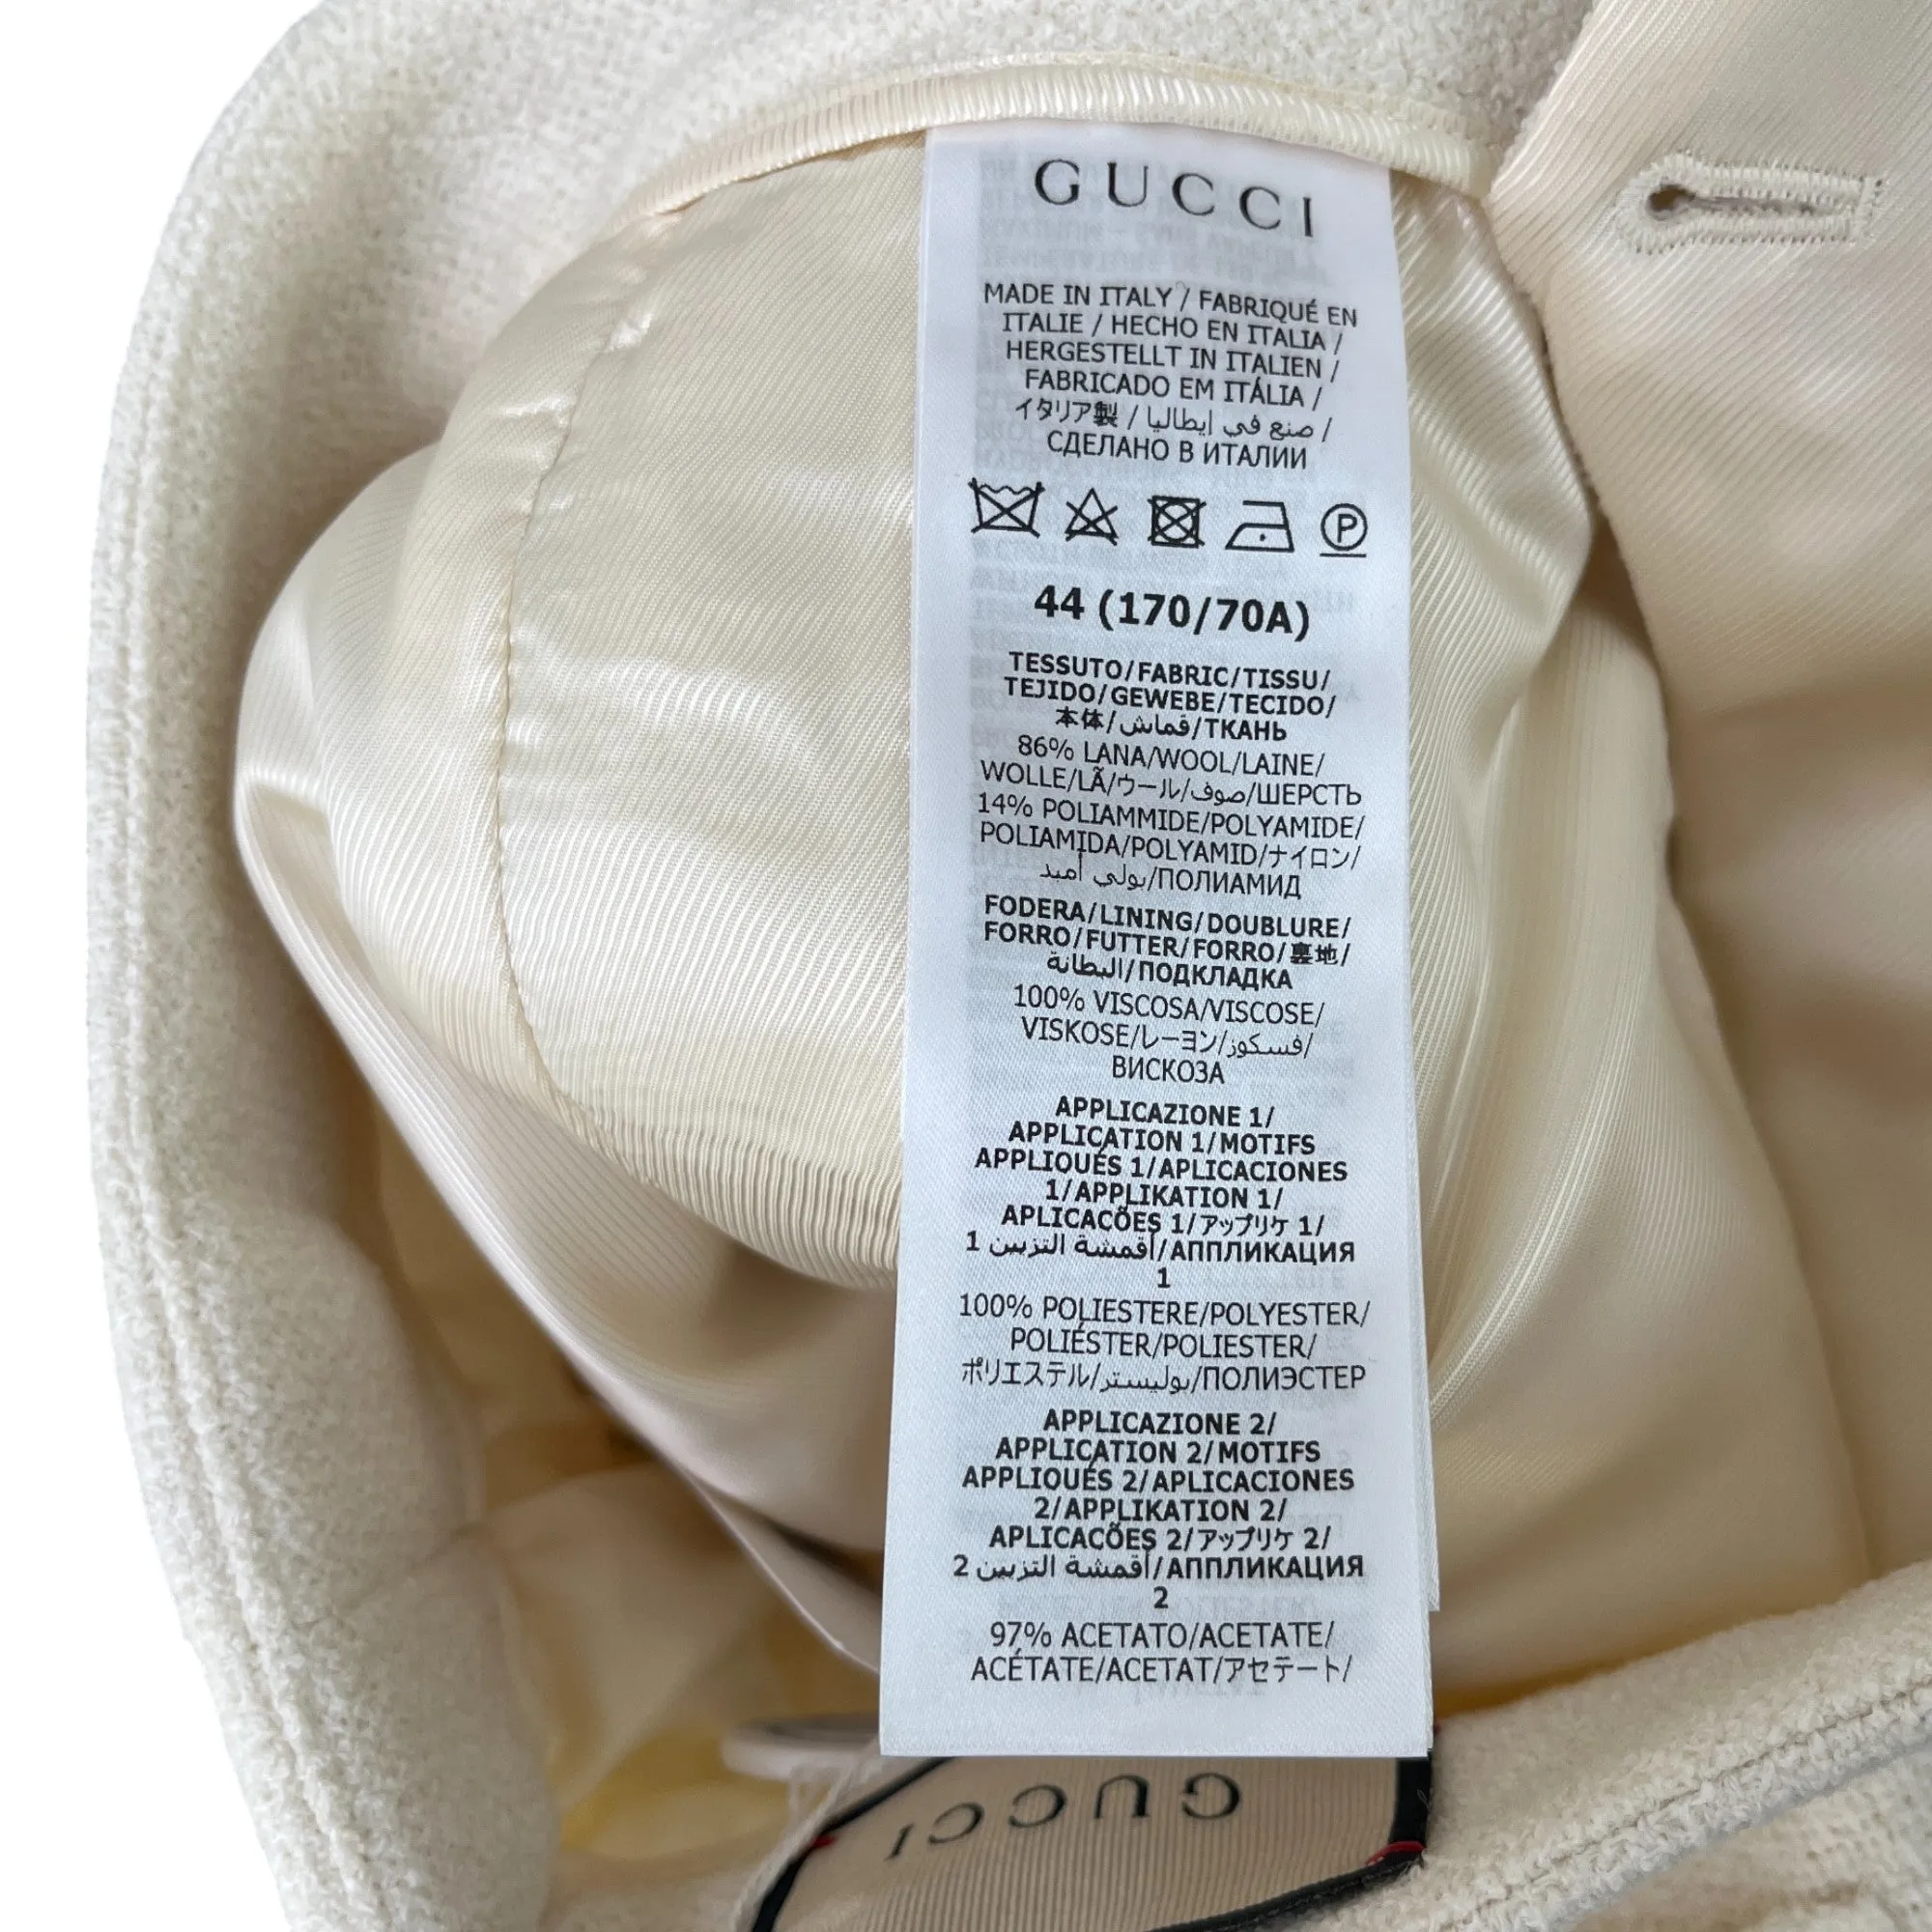 GUCCI
MADE IN ITALY / FABRIQUÉ EN
ITALIE / HECHO EN ITALIA /
HERGESTELLT IN ITALIEN /
FABRICADO EM ITÁLIA /
イタリア製 / صنع في إيطاليا /
СДЕЛАНО В ИТАЛИИ
P
44 (170/70A)
TESSUTO/FABRIC/TISSU/
TEJIDO/GEWEBE/TECIDO/
本体/قماش/ТКАНЬ
86% LANA/WOOL/LAINE/
WOLLE/LÃ/ウール/صوف/ШЕРСТЬ
14% POLIAMMIDE/POLYAMIDE/
POLIAMIDA/POLYAMID/ナイロン/
بولي أميد/ПОЛИАМИД
FODERA/LINING/DOUBLURE/
FORRO/FUTTER/FORRO/裏地/
البطانة/ПОДКЛАДКА
100% VISCOSA/VISCOSE/
VISKOSE/レーヨン/فسكوز/
ВИСКОЗА
APPLICAZIONE 1/
APPLICATION 1/MOTIFS
APPLIQUÉS 1/APLICACIONES
1/APPLIKATION 1/
APLICAÇÕES 1/アップリケ 1/
أقمشة التزيين 1/АППЛИКАЦИЯ
1
100% POLIESTERE/POLYESTER/
POLIÉSTER/POLIESTER/
ポリエステル/بوليستر/ПОЛИЭСТЕР
APPLICAZIONE 2/
APPLICATION 2/MOTIFS
APPLIQUÉS 2/APLICACIONES
2/APPLIKATION 2/
APLICAÇÕES 2/アップリケ 2/
أقمشة التزيين 2/АППЛИКАЦИЯ
2
97% ACETATO/ACETATE/
ACÉTATE/ACETAT/アセテート/
GUCCI